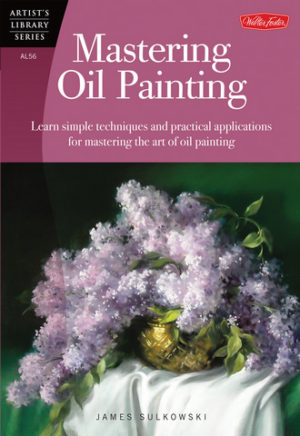 ARTIST'S
LIBRARY
SERIES
AL56
Walter Foster
Mastering
Oil Painting
Learn simple techniques and practical applications
for mastering the art of oil painting
JAMES SULKOWSKI